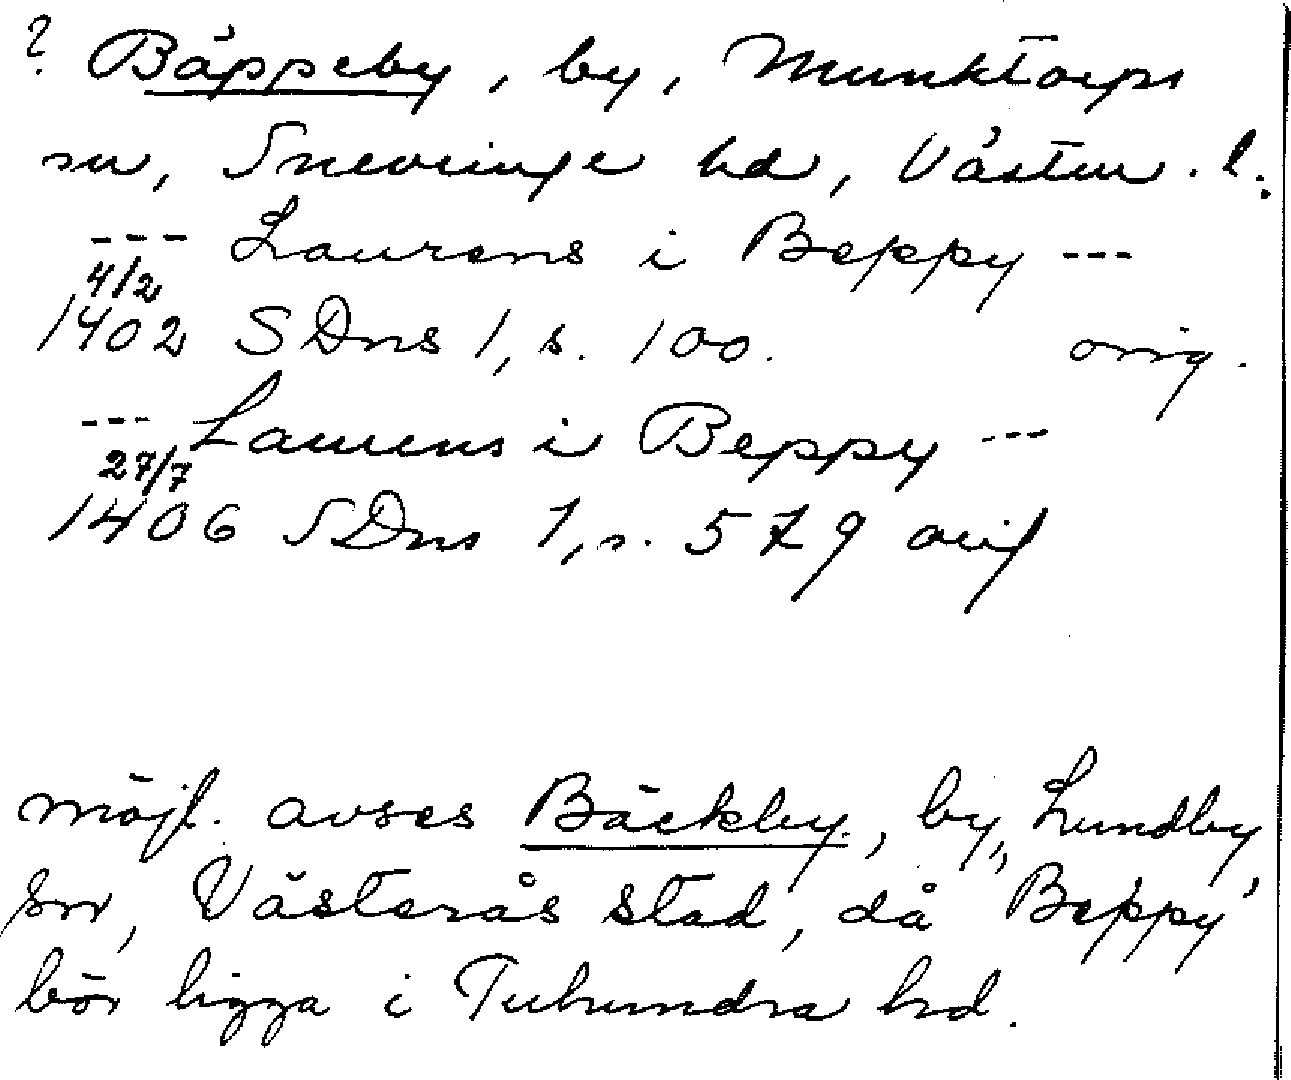 ? Bäppeby, by, Munktorps
sn, Snevringe hd, Västm. l.
--- Laurens i Beppy ---
4/2
1402 SDns 1, s. 100. orig.
--- Laurens i Beppy ---
27/7
1406 SDns 1, s. 579 orig
möjl. avses Bäckby, by, Lundby
sn, Västerås stad, då "Beppy"
bör ligga i Tuhundra hd.